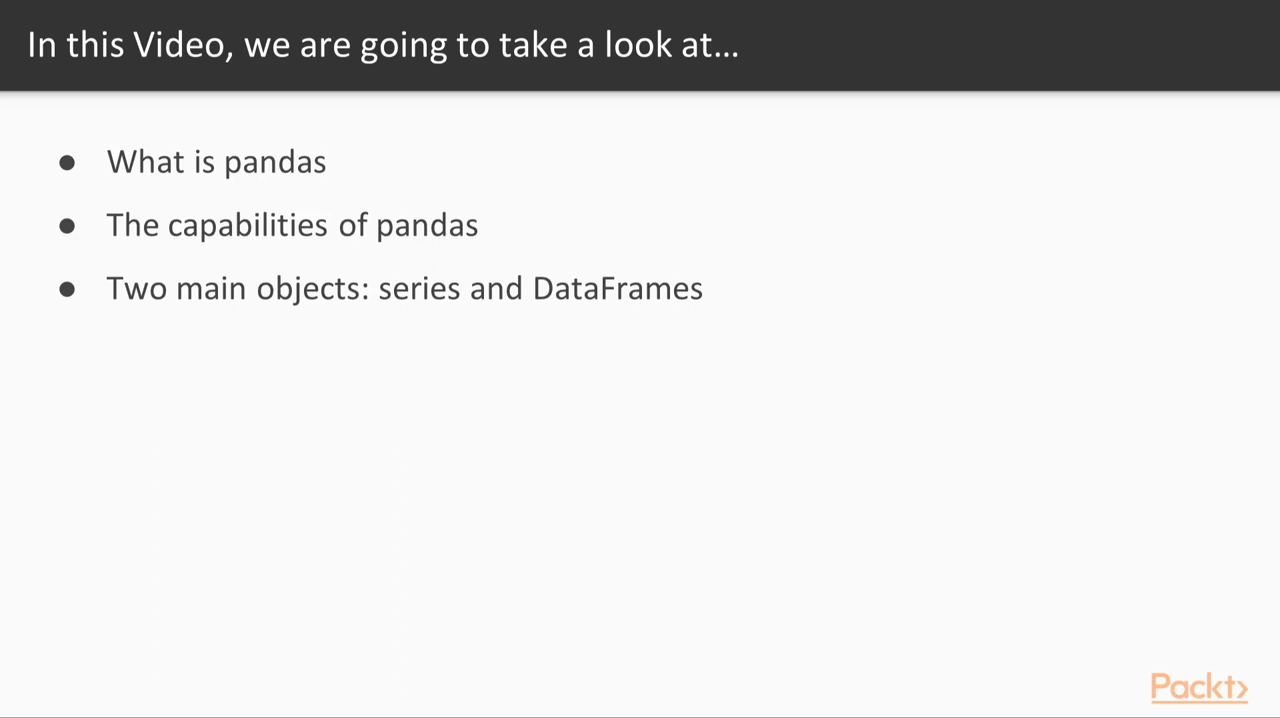 In this Video, we are going to take a look at...
● What is pandas
● The capabilities of pandas
● Two main objects: series and DataFrames
Packt>